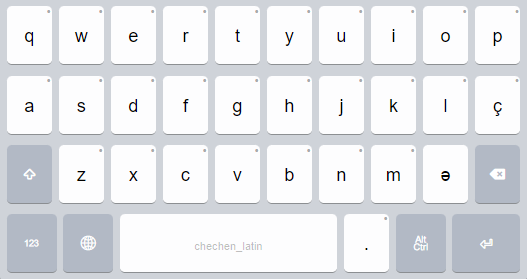 q w e r t y u i o p
a s d f g h j k l ç
z x c v b n m ə
123 chechen_latin . Alt Ctrl